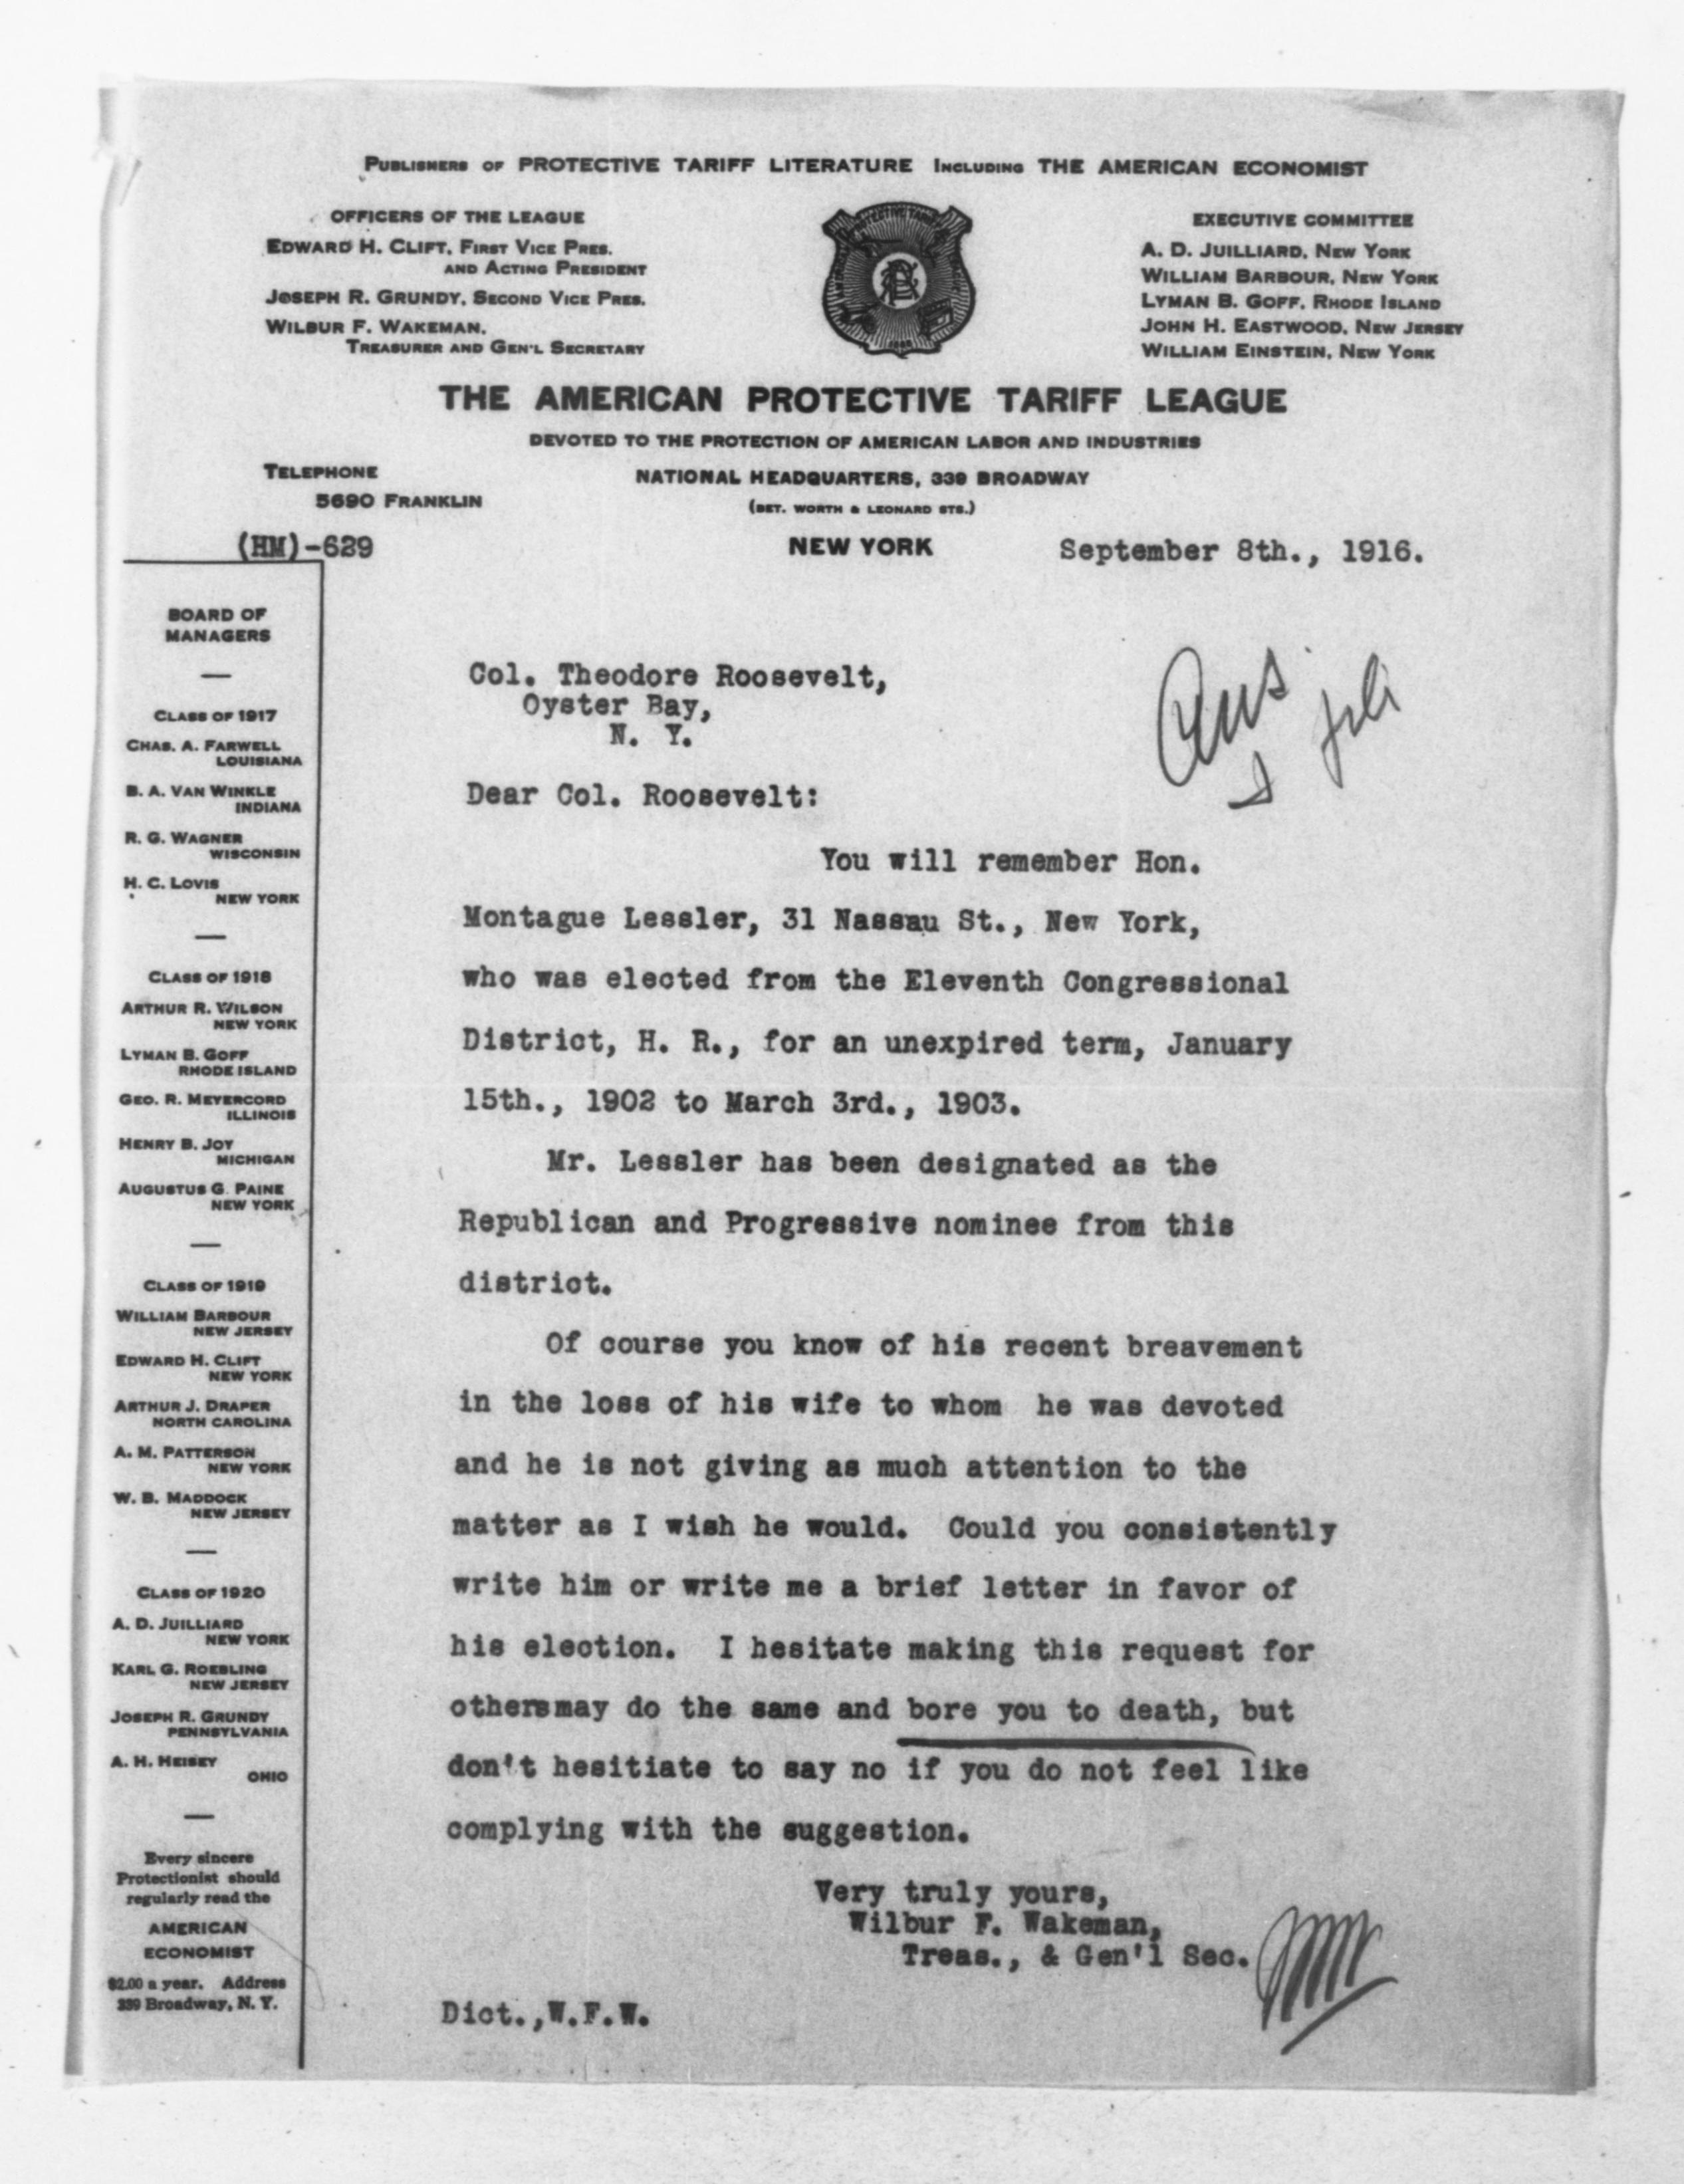 PUBLISHERS OF PROTECTIVE TARIFF LITERATURE INCLUDING THE AMERICAN ECONOMIST
OFFICERS OF THE LEAGUE
EDWARD H. CLIFT, FIRST VICE PRES.
AND ACTING PRESIDENT
JOSEPH R. GRUNDY, SECOND VICE PRES.
WILBUR F. WAKEMAN,
TREASURER AND GEN'L SECRETARY
EXECUTIVE COMMITTEE
A. D. JUILLIARD, NEW YORK
WILLIAM BARBOUR, NEW YORK
LYMAN B. GOFF, RHODE ISLAND
JOHN H. EASTWOOD, NEW JERSEY
WILLIAM EINSTEIN, NEW YORK
THE AMERICAN PROTECTIVE TARIFF LEAGUE
DEVOTED TO THE PROTECTION OF AMERICAN LABOR AND INDUSTRIES
TELEPHONE
5690 FRANKLIN
NATIONAL HEADQUARTERS, 339 BROADWAY
(BET. WORTH & LEONARD STS.)
NEW YORK
(HM)-629
September 8th., 1916.
BOARD OF
MANAGERS
CLASS OF 1917
CHAS. A. FARWELL
LOUISIANA
B. A. VAN WINKLE
INDIANA
R. G. WAGNER
WISCONSIN
H. C. LOVIS
NEW YORK
CLASS OF 1918
ARTHUR R. WILSON
NEW YORK
LYMAN B. GOFF
RHODE ISLAND
GEO. R. MEYERCORD
ILLINOIS
HENRY B. JOY
MICHIGAN
AUGUSTUS G. PAINE
NEW YORK
CLASS OF 1919
WILLIAM BARBOUR
NEW JERSEY
EDWARD H. CLIFT
NEW YORK
ARTHUR J. DRAPER
NORTH CAROLINA
A. M. PATTERSON
NEW YORK
W. B. MADDOCK
NEW JERSEY
CLASS OF 1920
A. D. JUILLIARD
NEW YORK
KARL G. ROEBLING
NEW JERSEY
JOSEPH R. GRUNDY
PENNSYLVANIA
A. H. HEISEY
OHIO
Every sincere
Protectionist should
regularly read the
AMERICAN
ECONOMIST
$2.00 a year. Address
339 Broadway, N. Y.
Col. Theodore Roosevelt,
Oyster Bay,
N. Y.
Ans
Dear Col. Roosevelt:
You will remember Hon.
Montague Lessler, 31 Nassau St., New York,
who was elected from the Eleventh Congressional
District, H. R., for an unexpired term, January
15th., 1902 to March 3rd., 1903.
Mr. Lessler has been designated as the
Republican and Progressive nominee from this
district.
Of course you know of his recent breavement
in the loss of his wife to whom he was devoted
and he is not giving as much attention to the
matter as I wish he would. Could you consistently
write him or write me a brief letter in favor of
his election. I hesitate making this request for
othersmay do the same and bore you to death, but
don't hesitiate to say no if you do not feel like
complying with the suggestion.
Very truly yours,
Wilbur F. Wakeman,
Treas., & Gen'l Sec.
Dict.,W.F.W.